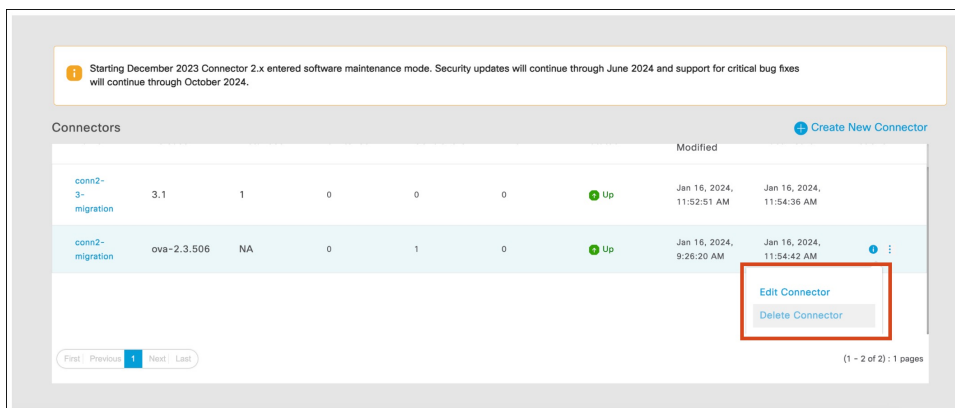 Starting December 2023 Connector 2.x entered software maintenance mode. Security updates will continue through June 2024 and support for critical bug fixes
will continue through October 2024.
Connectors
Create New Connector
Modified
conn2-
3-
migration
3.1
1
0
0
0
Up
Jan 16, 2024,
11:52:51 AM
Jan 16, 2024,
11:54:36 AM
conn2-
migration
ova-2.3.506
NA
0
1
0
Up
Jan 16, 2024,
9:26:20 AM
Jan 16, 2024,
11:54:42 AM
Edit Connector
Delete Connector
First Previous 1 Next Last
(1 - 2 of 2) : 1 pages